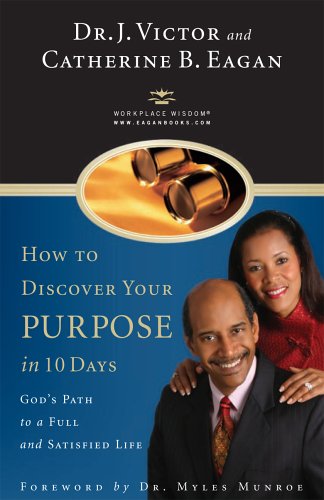 DR. J. VICTOR and
CATHERINE B. EAGAN
WORKPLACE WISDOM®
WWW.EAGANBOOKS.COM
HOW TO
DISCOVER YOUR
PURPOSE
in 10 DAYS
GOD'S PATH
to a FULL
and SATISFIED LIFE
FOREWORD by DR. MYLES MUNROE